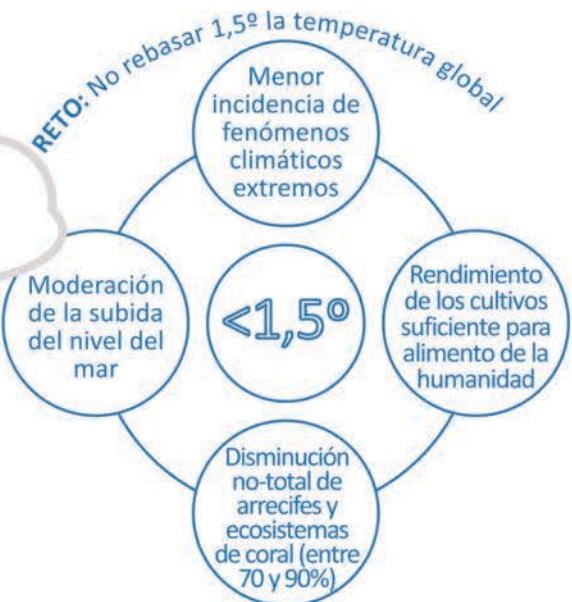 RETO: No rebasar 1,5º la temperatura global
Menor
incidencia de
fenómenos
climáticos
extremos
Moderación
de la subida
del nivel del
mar
<1,5º
Rendimiento
de los cultivos
suficiente para
alimento de la
humanidad
Disminución
no-total de
arrecifes y
ecosistemas
de coral (entre
70 y 90%)